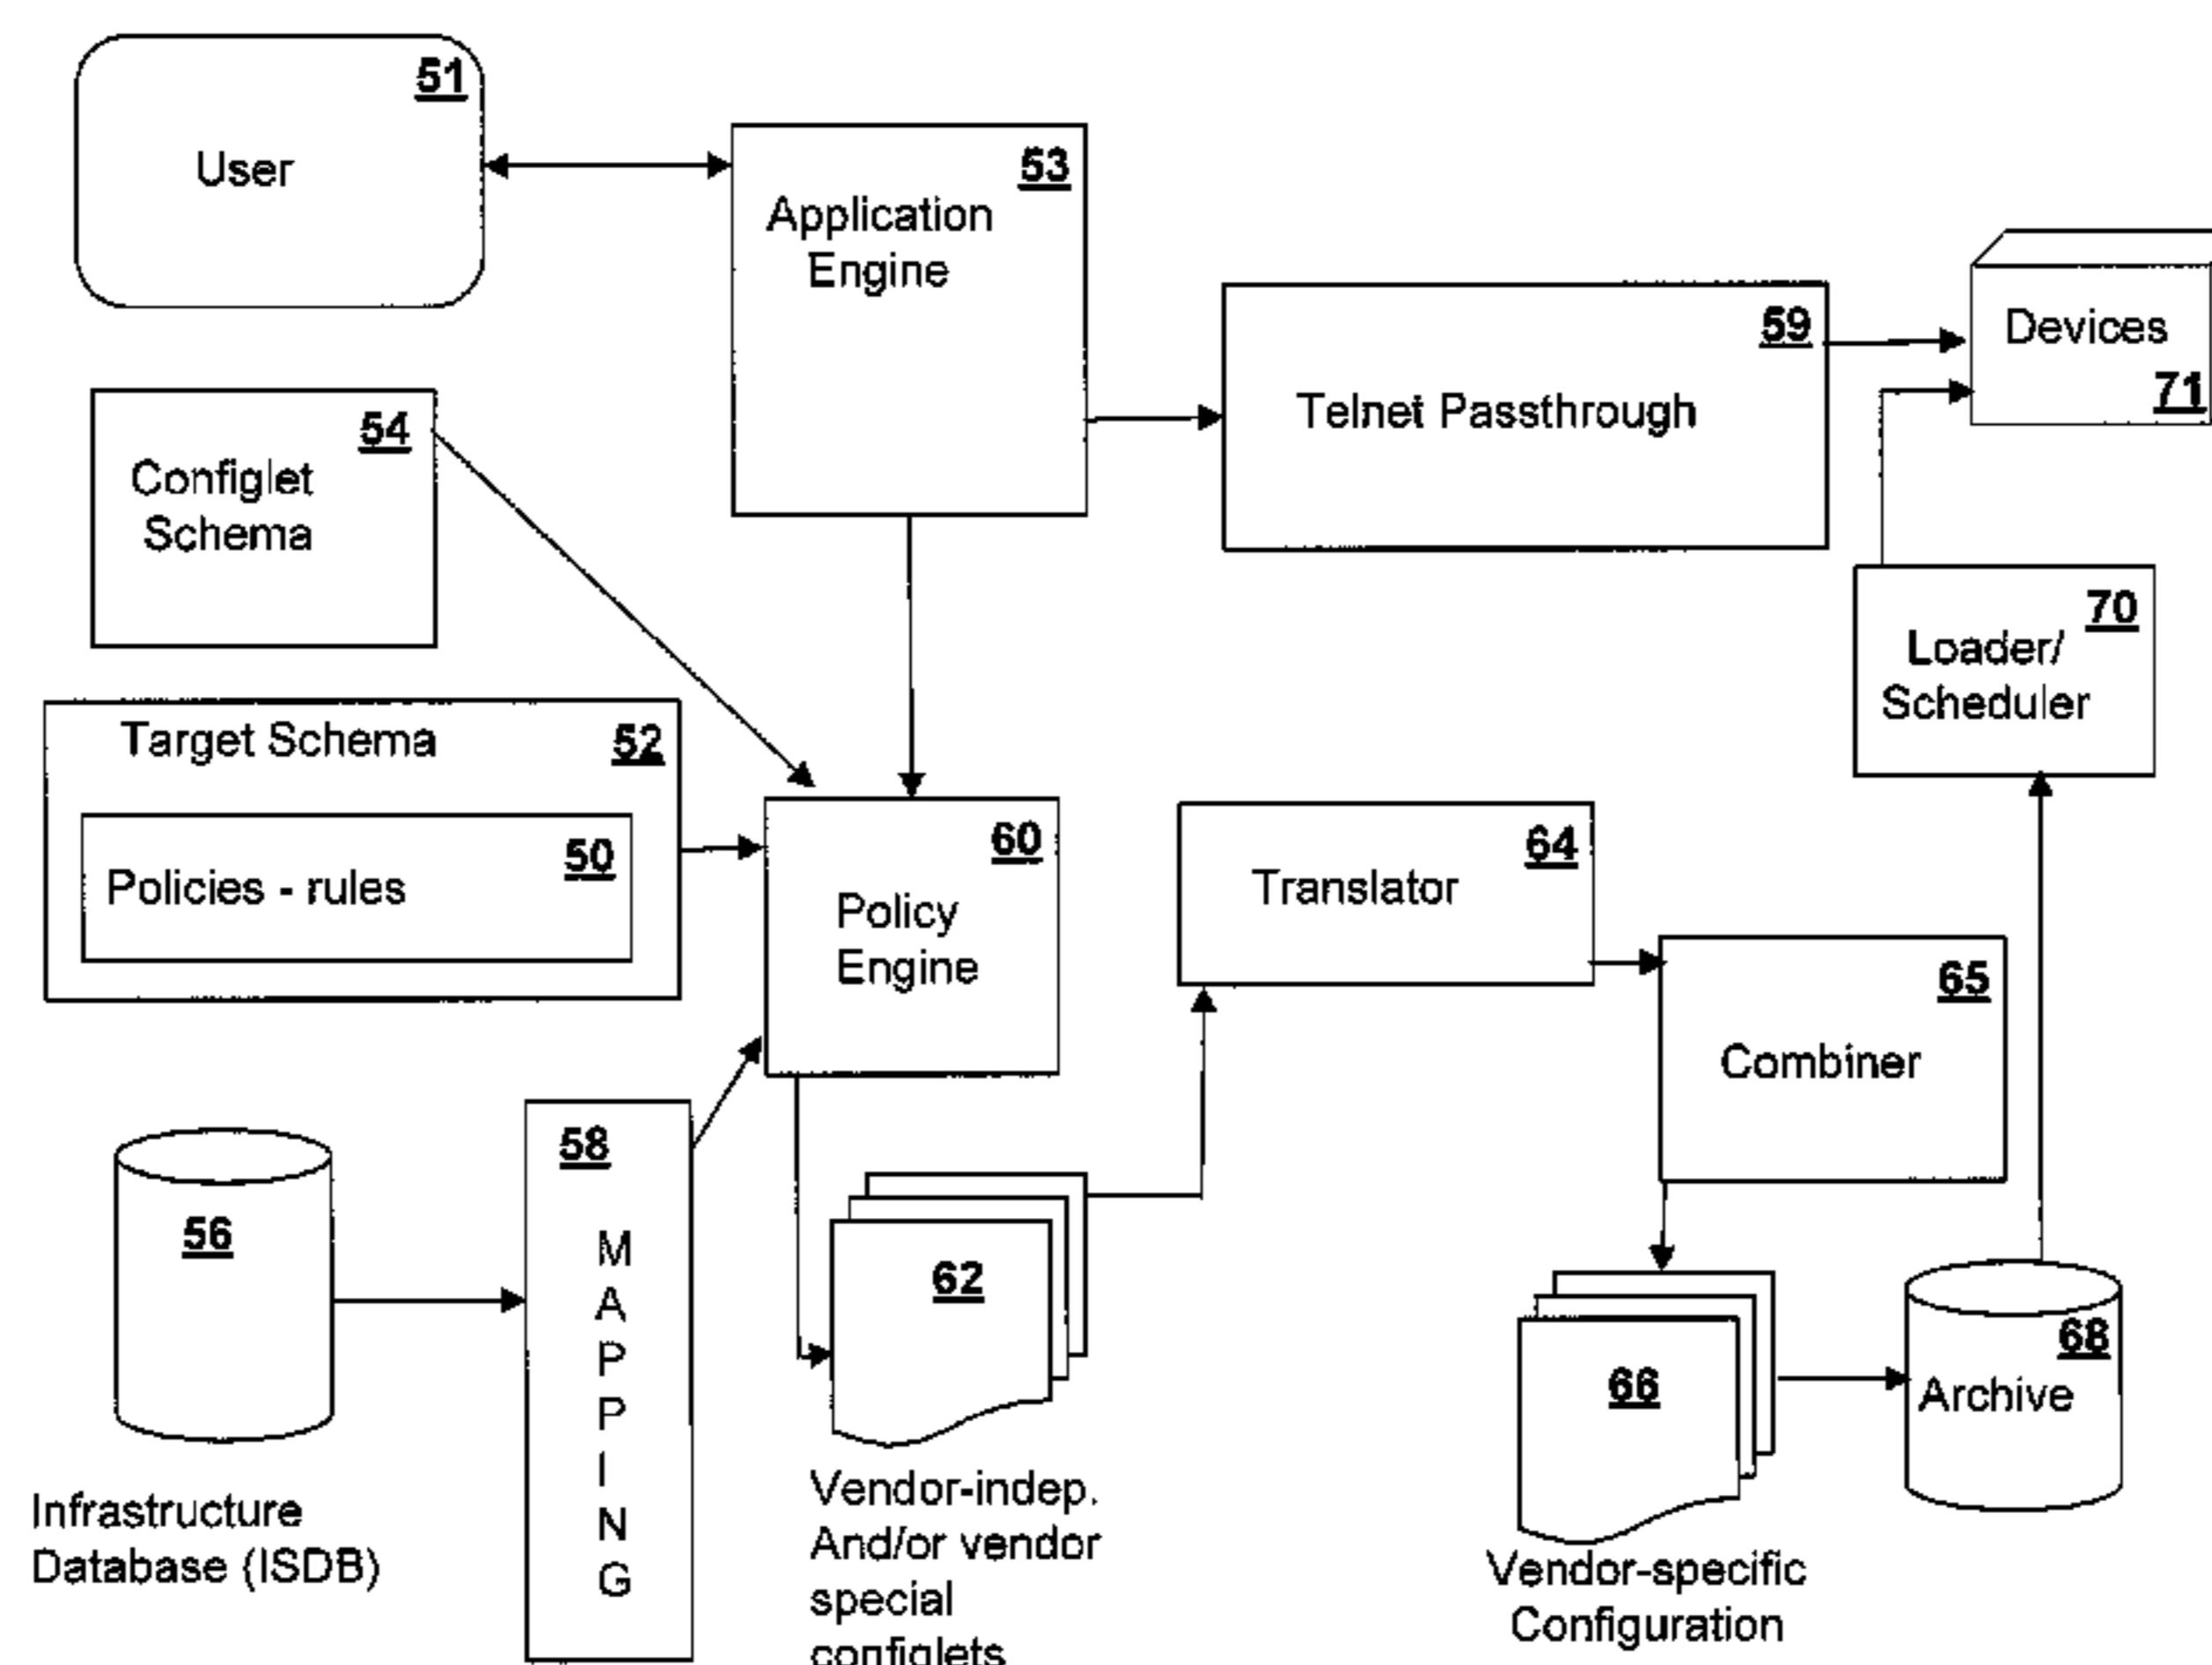 51
User
53
Application
Engine
59
Telnet Passthrough
Devices
71
54
Configlet
Schema
70
Loader/
Scheduler
Target Schema
52
50
Policies - rules
60
Policy
Engine
64
Translator
65
Combiner
56
Infrastructure
Database (ISDB)
58
M
A
P
P
I
N
G
62
Vendor-indep.
And/or vendor
special
configlets
66
Vendor-specific
Configuration
68
Archive